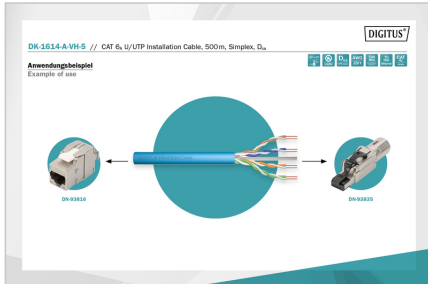 DIGITUS®
DK-1614-A-VH-5 // CAT 6A U/UTP Installation Cable, 500m, Simplex, Dca
Anwendungsbeispiel
Example of use
DN-93816
DN-93835